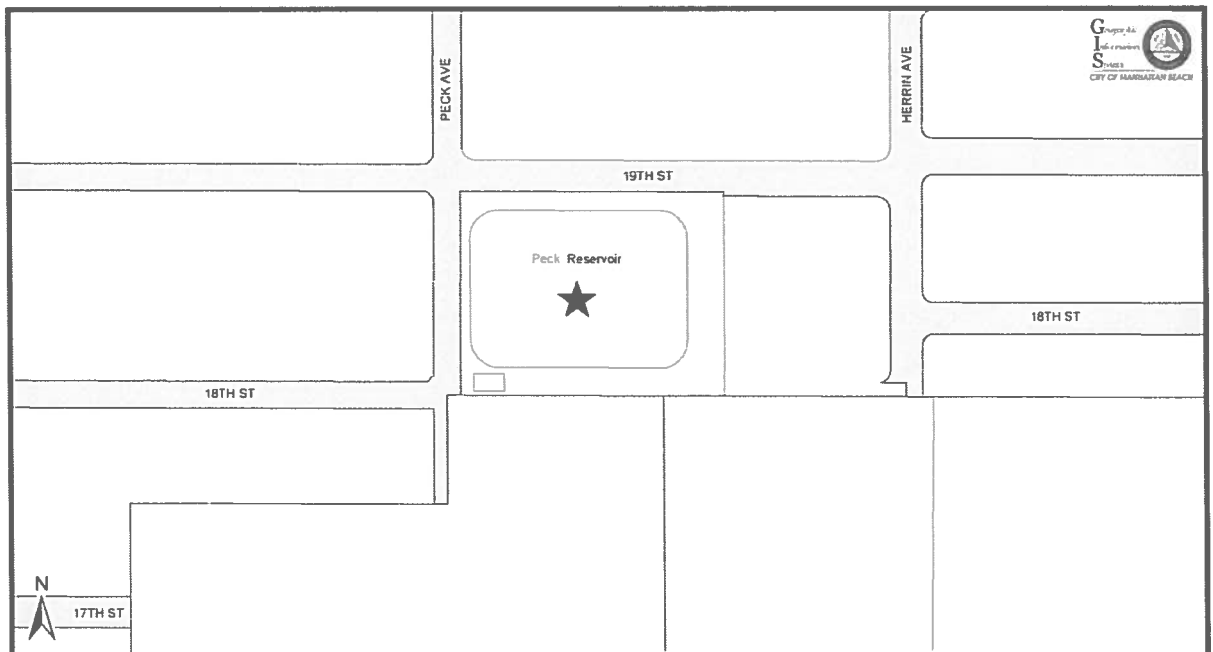 G
I
S
CITY OF MANHATTAN BEACH
PECK AVE
HERRIN AVE
19TH ST
Peck Reservoir
18TH ST
18TH ST
N
17TH ST